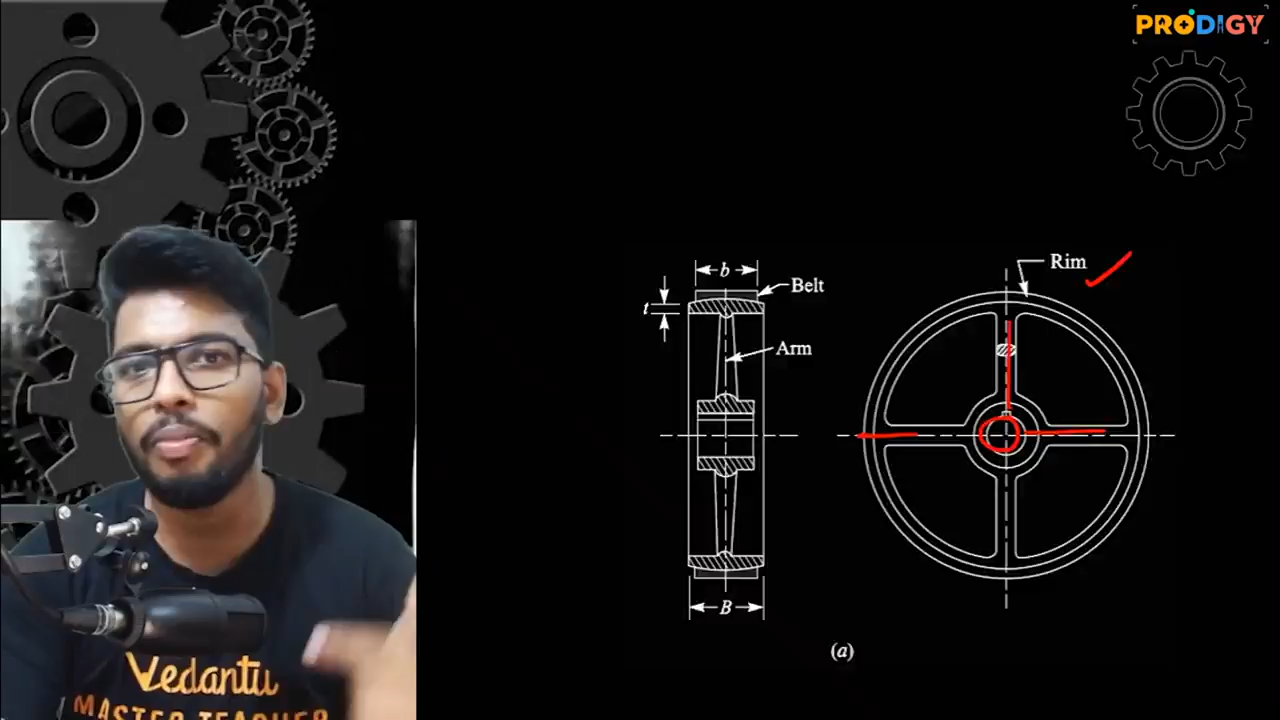 PRODIGY
Rim
b
Belt
t
Arm
B
(a)
Vedantu
MASTER TEACHER